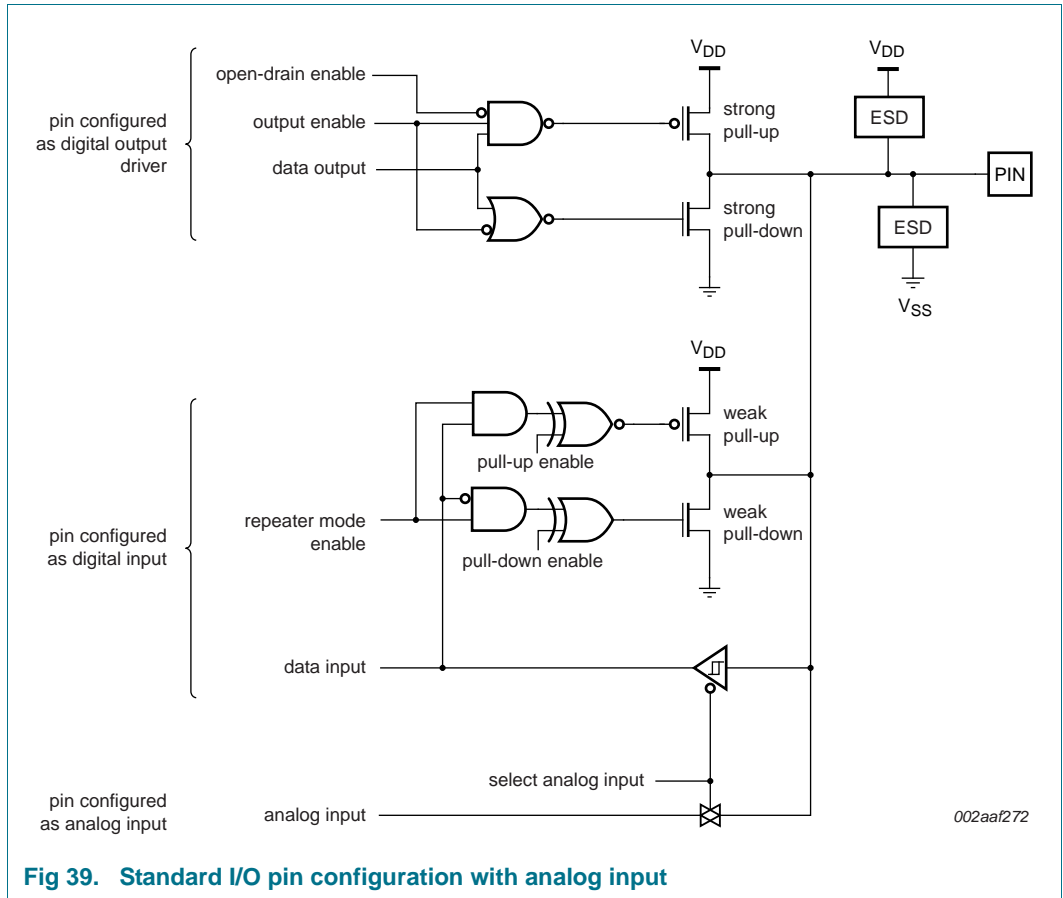 pin configured
as digital output
driver
open-drain enable
output enable
data output
VDD
strong
pull-up
strong
pull-down
VDD
ESD
PIN
ESD
VSS
pin configured
as digital input
VDD
weak
pull-up
pull-up enable
repeater mode
enable
weak
pull-down
pull-down enable
data input
select analog input
pin configured
as analog input
analog input
002aaf272
Fig 39. Standard I/O pin configuration with analog input